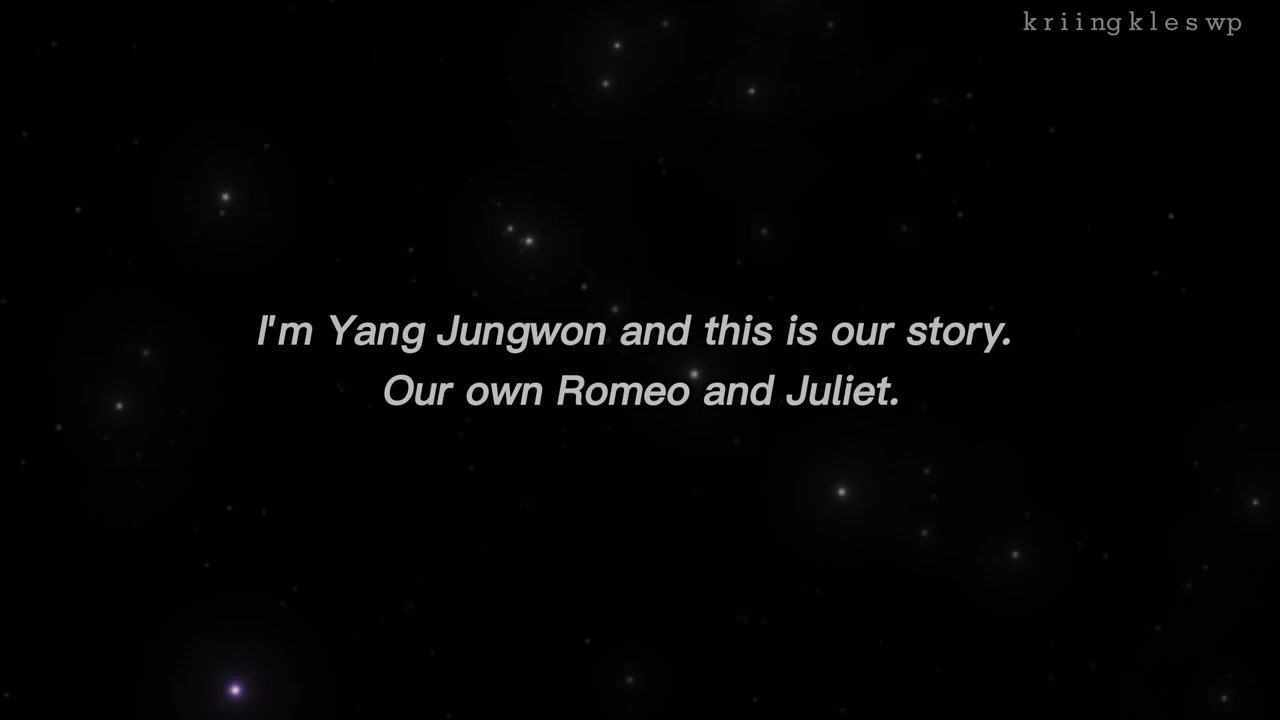 kriingkleswp
I'm Yang Jungwon and this is our story.
Our own Romeo and Juliet.